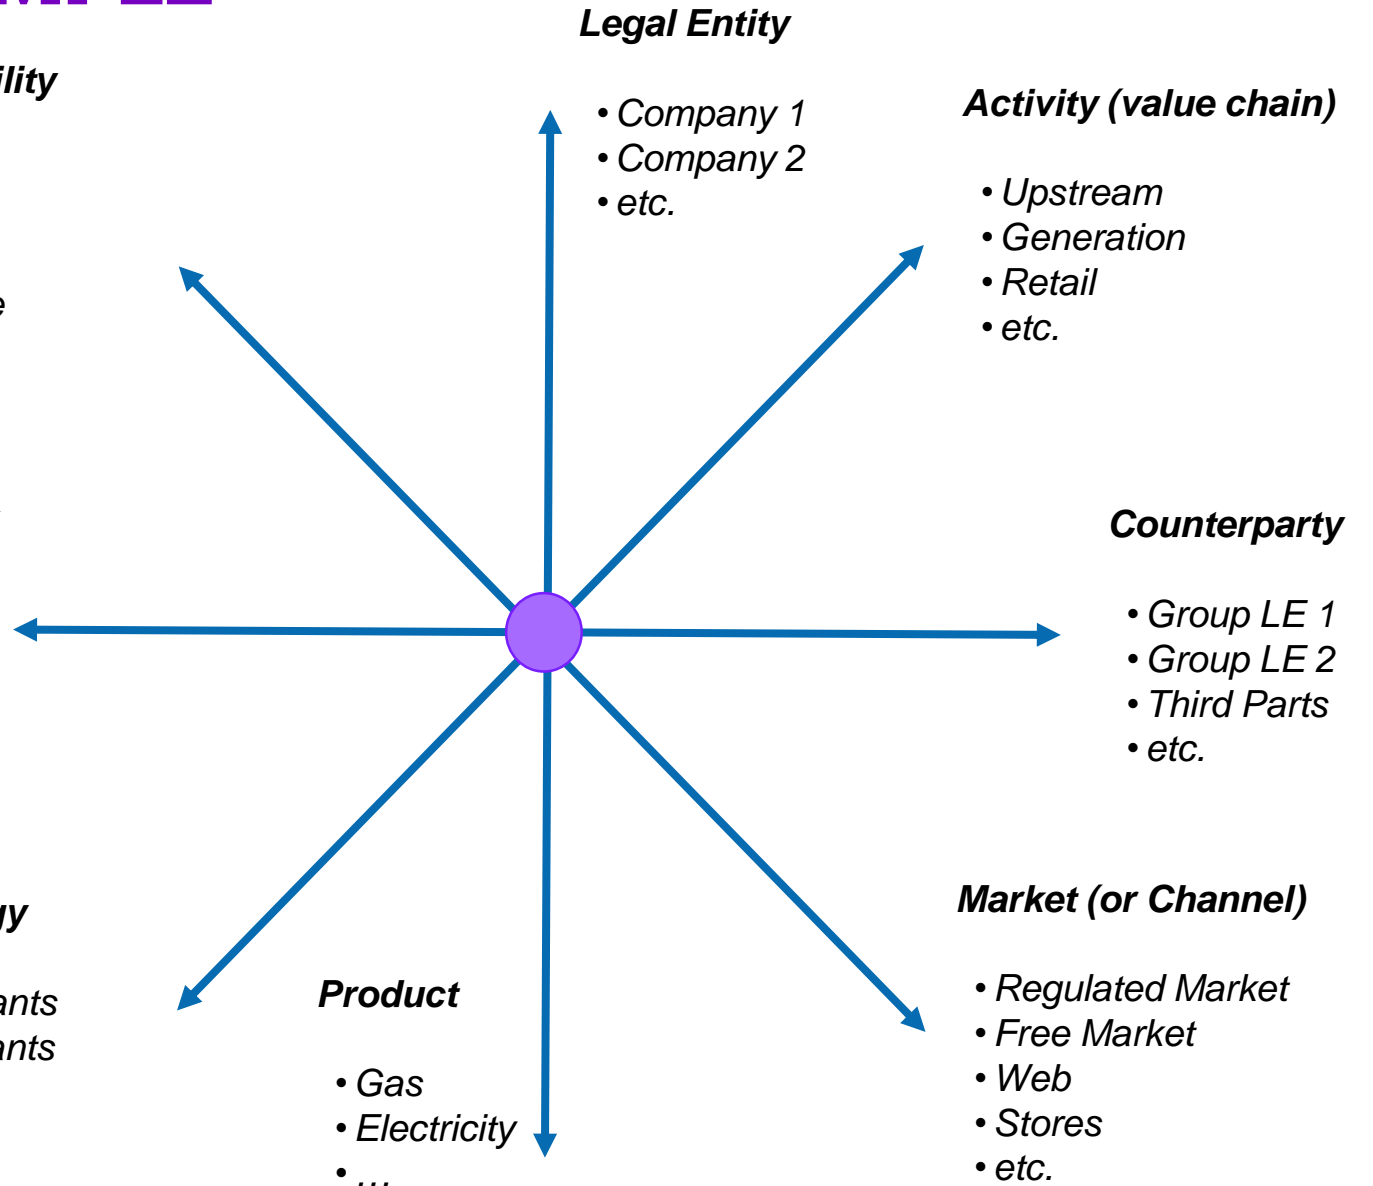 Legal Entity
• Company 1
• Company 2
• etc.
Activity (value chain)
• Upstream
• Generation
• Retail
• etc.
Counterparty
• Group LE 1
• Group LE 2
• Third Parts
• etc.
Market (or Channel)
• Regulated Market
• Free Market
• Web
• Stores
• etc.
Product
• Gas
• Electricity
• ...